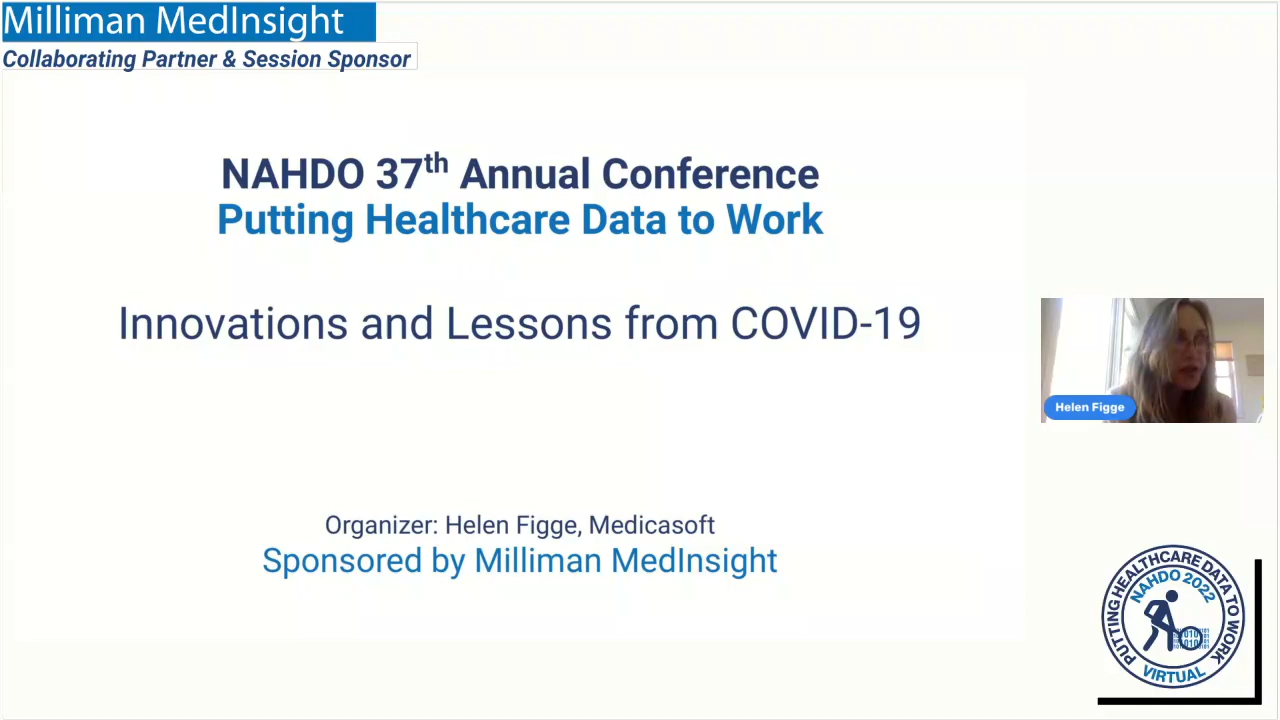 Milliman MedInsight
Collaborating Partner & Session Sponsor
NAHDO 37th Annual Conference
Putting Healthcare Data to Work
Innovations and Lessons from COVID-19
Helen Figge
Organizer: Helen Figge, Medicasoft
Sponsored by Milliman MedInsight
PUTTING HEALTHCARE DATA TO WORK
NAHDO 2022
VIRTUAL